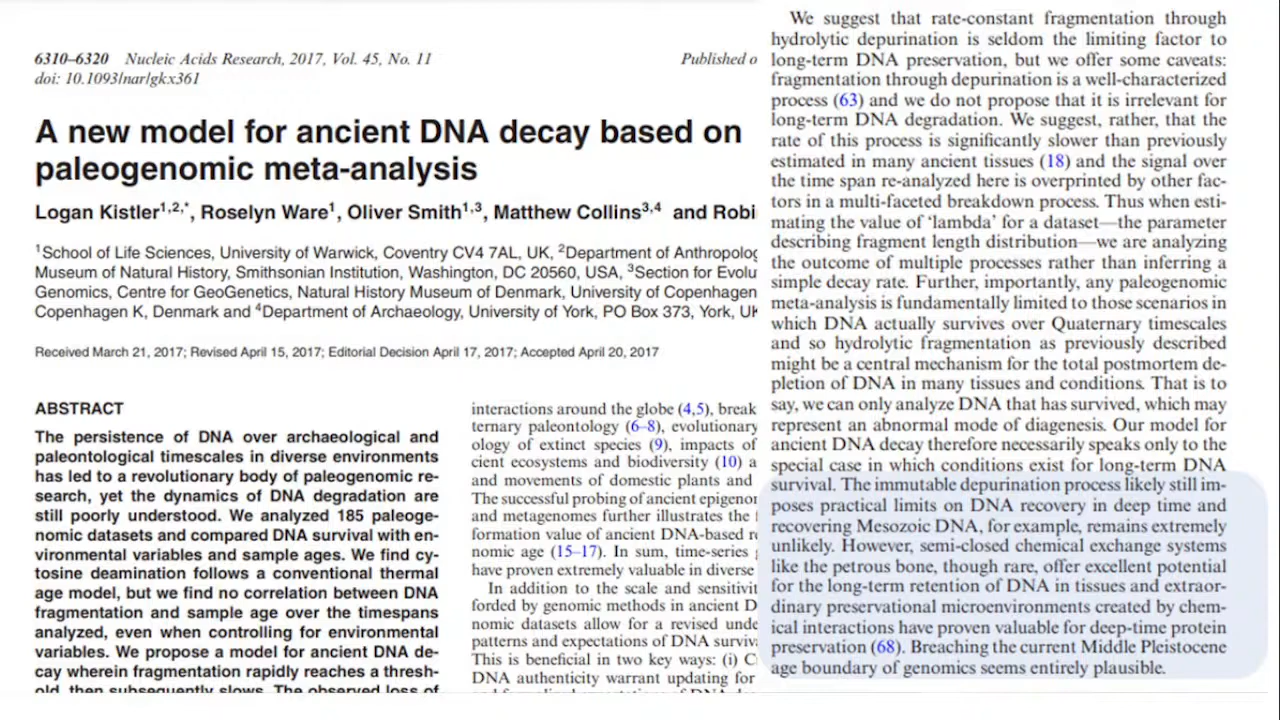 6310–6320 Nucleic Acids Research, 2017, Vol. 45, No. 11
Published o
doi: 10.1093/nar/gkx361
A new model for ancient DNA decay based on
paleogenomic meta-analysis
Logan Kistler1,2,*, Roselyn Ware1, Oliver Smith1,3, Matthew Collins3,4 and Robi
1School of Life Sciences, University of Warwick, Coventry CV4 7AL, UK, 2Department of Anthropolog
Museum of Natural History, Smithsonian Institution, Washington, DC 20560, USA, 3Section for Evolu
Genomics, Centre for GeoGenetics, Natural History Museum of Denmark, University of Copenhagen
Copenhagen K, Denmark and 4Department of Archaeology, University of York, PO Box 373, York, UK
Received March 21, 2017; Revised April 15, 2017; Editorial Decision April 17, 2017; Accepted April 20, 2017
ABSTRACT
The persistence of DNA over archaeological and
paleontological timescales in diverse environments
has led to a revolutionary body of paleogenomic re-
search, yet the dynamics of DNA degradation are
still poorly understood. We analyzed 185 paleoge-
nomic datasets and compared DNA survival with en-
vironmental variables and sample ages. We find cy-
tosine deamination follows a conventional thermal
age model, but we find no correlation between DNA
fragmentation and sample age over the timespans
analyzed, even when controlling for environmental
variables. We propose a model for ancient DNA de-
cay wherein fragmentation rapidly reaches a thresh-
old, then subsequently slows. The observed loss of
interactions around the globe (4,5), break
ternary paleontology (6–8), evolutionary
ology of extinct species (9), impacts of
cient ecosystems and biodiversity (10) a
and movements of domestic plants and
The successful probing of ancient epigenor
and metagenomes further illustrates the
formation value of ancient DNA-based re
nomic age (15–17). In sum, time-series
have proven extremely valuable in diverse
In addition to the scale and sensitivit
forded by genomic methods in ancient D
nomic datasets allow for a revised unde
patterns and expectations of DNA surviv
This is beneficial in two key ways: (i) C
DNA authenticity warrant updating for
We suggest that rate-constant fragmentation through
hydrolytic depurination is seldom the limiting factor to
long-term DNA preservation, but we offer some caveats:
fragmentation through depurination is a well-characterized
process (63) and we do not propose that it is irrelevant for
long-term DNA degradation. We suggest, rather, that the
rate of this process is significantly slower than previously
estimated in many ancient tissues (18) and the signal over
the time span re-analyzed here is overprinted by other fac-
tors in a multi-faceted breakdown process. Thus when esti-
mating the value of ‘lambda’ for a dataset—the parameter
describing fragment length distribution—we are analyzing
the outcome of multiple processes rather than inferring a
simple decay rate. Further, importantly, any paleogenomic
meta-analysis is fundamentally limited to those scenarios in
which DNA actually survives over Quaternary timescales
and so hydrolytic fragmentation as previously described
might be a central mechanism for the total postmortem de-
pletion of DNA in many tissues and conditions. That is to
say, we can only analyze DNA that has survived, which may
represent an abnormal mode of diagenesis. Our model for
ancient DNA decay therefore necessarily speaks only to the
special case in which conditions exist for long-term DNA
survival. The immutable depurination process likely still im-
poses practical limits on DNA recovery in deep time and
recovering Mesozoic DNA, for example, remains extremely
unlikely. However, semi-closed chemical exchange systems
like the petrous bone, though rare, offer excellent potential
for the long-term retention of DNA in tissues and extraor-
dinary preservational microenvironments created by chem-
ical interactions have proven valuable for deep-time protein
preservation (68). Breaching the current Middle Pleistocene
age boundary of genomics seems entirely plausible.